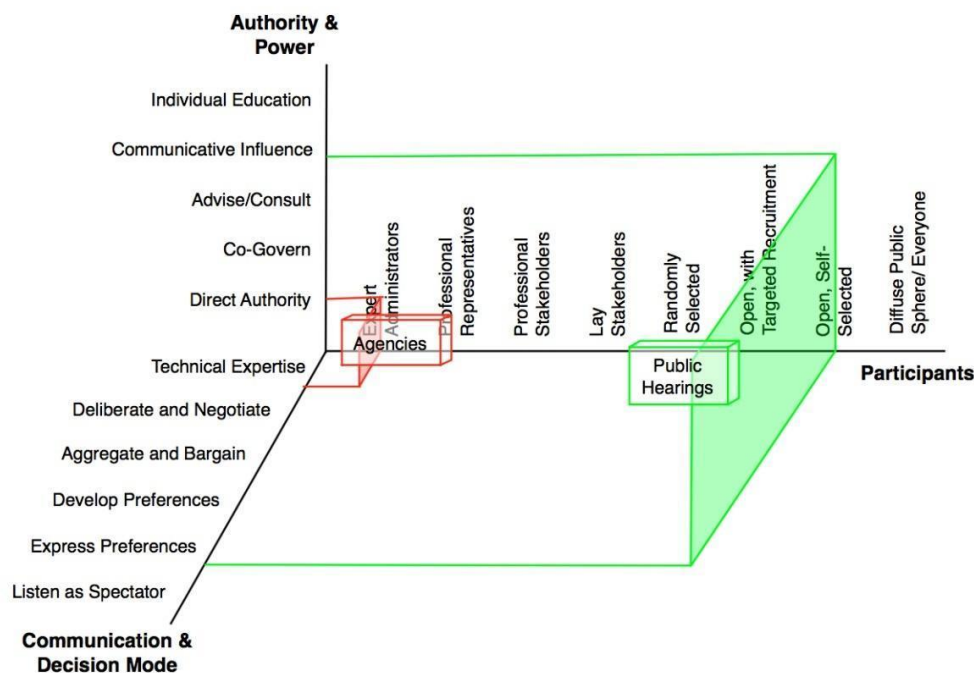 Authority &
Power
Individual Education
Communicative Influence
Advise/Consult
Co-Govern
Direct Authority
Technical Expertise
Deliberate and Negotiate
Aggregate and Bargain
Develop Preferences
Express Preferences
Listen as Spectator
Communication &
Decision Mode
Expert
Administrators
Professional
Representatives
Professional
Stakeholders
Lay
Stakeholders
Randomly
Selected
Open, with
Targeted Recruitment
Open, Self-
Selected
Diffuse Public
Sphere/ Everyone
Participants
Agencies
Public
Hearings